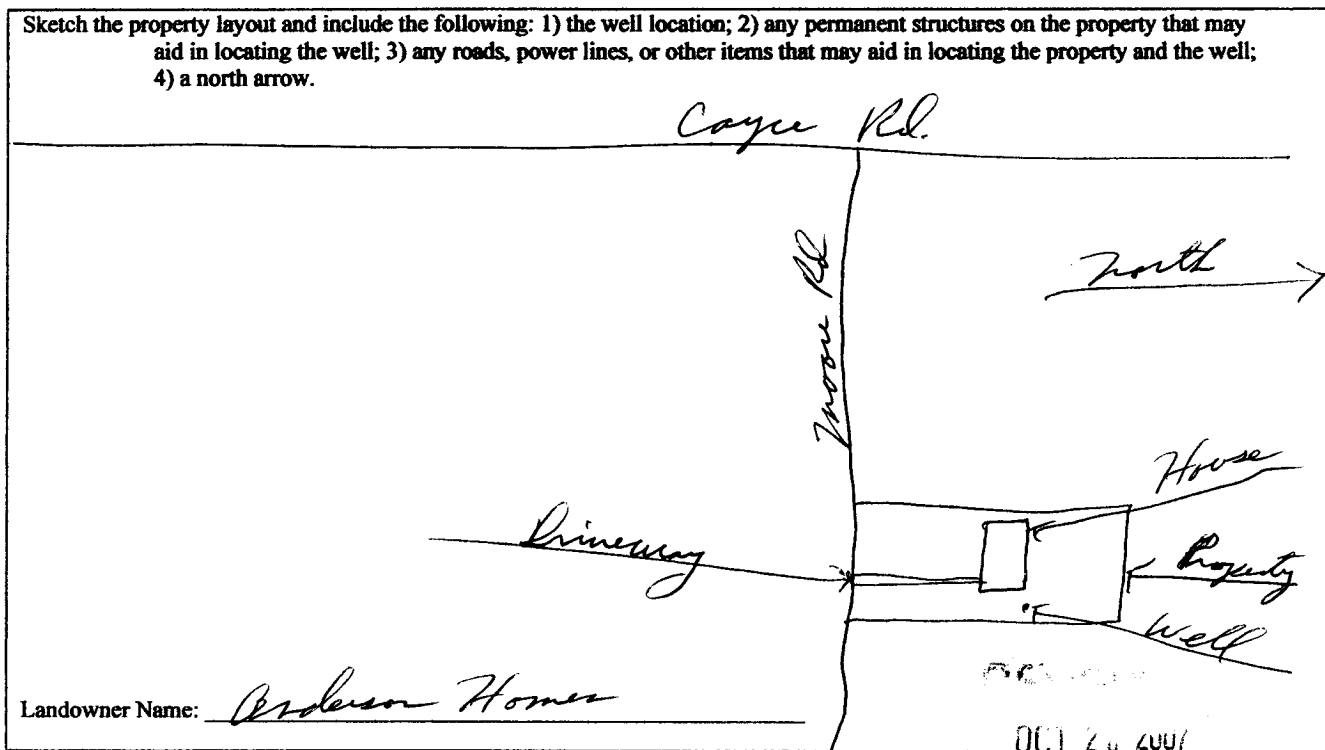 Sketch the property layout and include the following: 1) the well location; 2) any permanent structures on the property that may
aid in locating the well; 3) any roads, power lines, or other items that may aid in locating the property and the well;
4) a north arrow.
Cayce Rd.
Moore Rd
North
House
Driveway
Property
Well
Landowner Name: Anderson Homes
OCT 2 2007